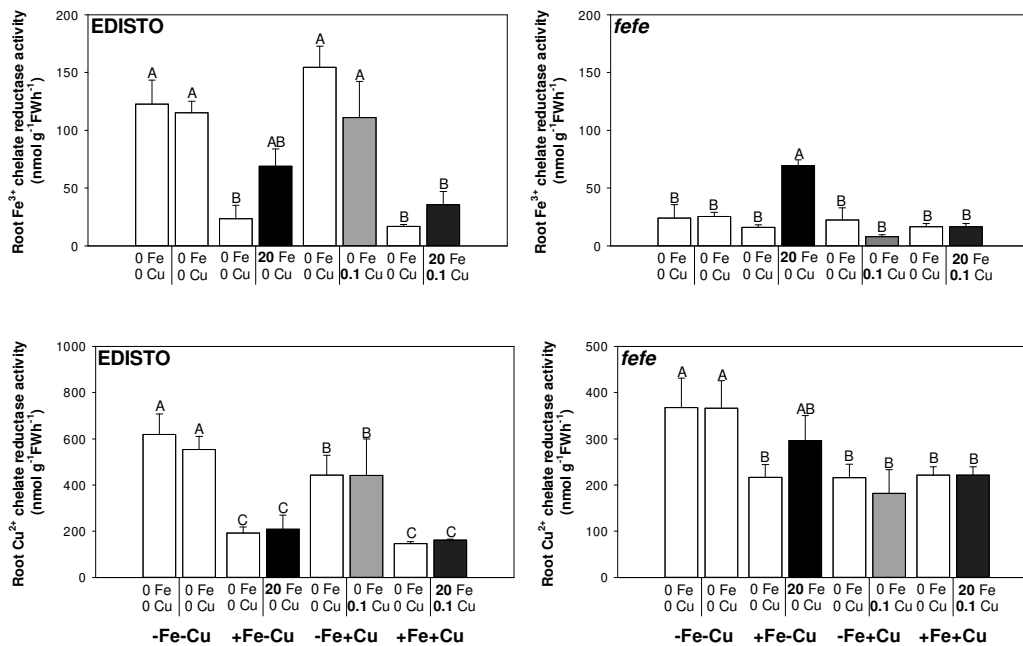 EDISTO
Root Fe³⁺ chelate reductase activity
(nmol g⁻¹FWh⁻¹)
200
150
100
50
0
A
A
B
AB
A
A
B
B
0 Fe 0 Fe 0 Fe 20 Fe 0 Fe 0 Fe 0 Fe 20 Fe
0 Cu 0 Cu 0 Cu 0 Cu 0 Cu 0.1 Cu 0 Cu 0.1 Cu
fefe
Root Fe³⁺ chelate reductase activity
(nmol g⁻¹FWh⁻¹)
200
150
100
50
0
B
B
B
A
B
B
B
B
0 Fe 0 Fe 0 Fe 20 Fe 0 Fe 0 Fe 0 Fe 20 Fe
0 Cu 0 Cu 0 Cu 0 Cu 0 Cu 0.1 Cu 0 Cu 0.1 Cu
EDISTO
Root Cu²⁺ chelate reductase activity
(nmol g⁻¹FWh⁻¹)
1000
800
600
400
200
0
A
A
C
C
B
B
C
C
0 Fe 0 Fe 0 Fe 20 Fe 0 Fe 0 Fe 0 Fe 20 Fe
0 Cu 0 Cu 0 Cu 0 Cu 0 Cu 0.1 Cu 0 Cu 0.1 Cu
-Fe-Cu +Fe-Cu -Fe+Cu +Fe+Cu
fefe
Root Cu²⁺ chelate reductase activity
(nmol g⁻¹FWh⁻¹)
500
400
300
200
100
0
A
A
B
AB
B
B
B
B
0 Fe 0 Fe 0 Fe 20 Fe 0 Fe 0 Fe 0 Fe 20 Fe
0 Cu 0 Cu 0 Cu 0 Cu 0 Cu 0.1 Cu 0 Cu 0.1 Cu
-Fe-Cu +Fe-Cu -Fe+Cu +Fe+Cu